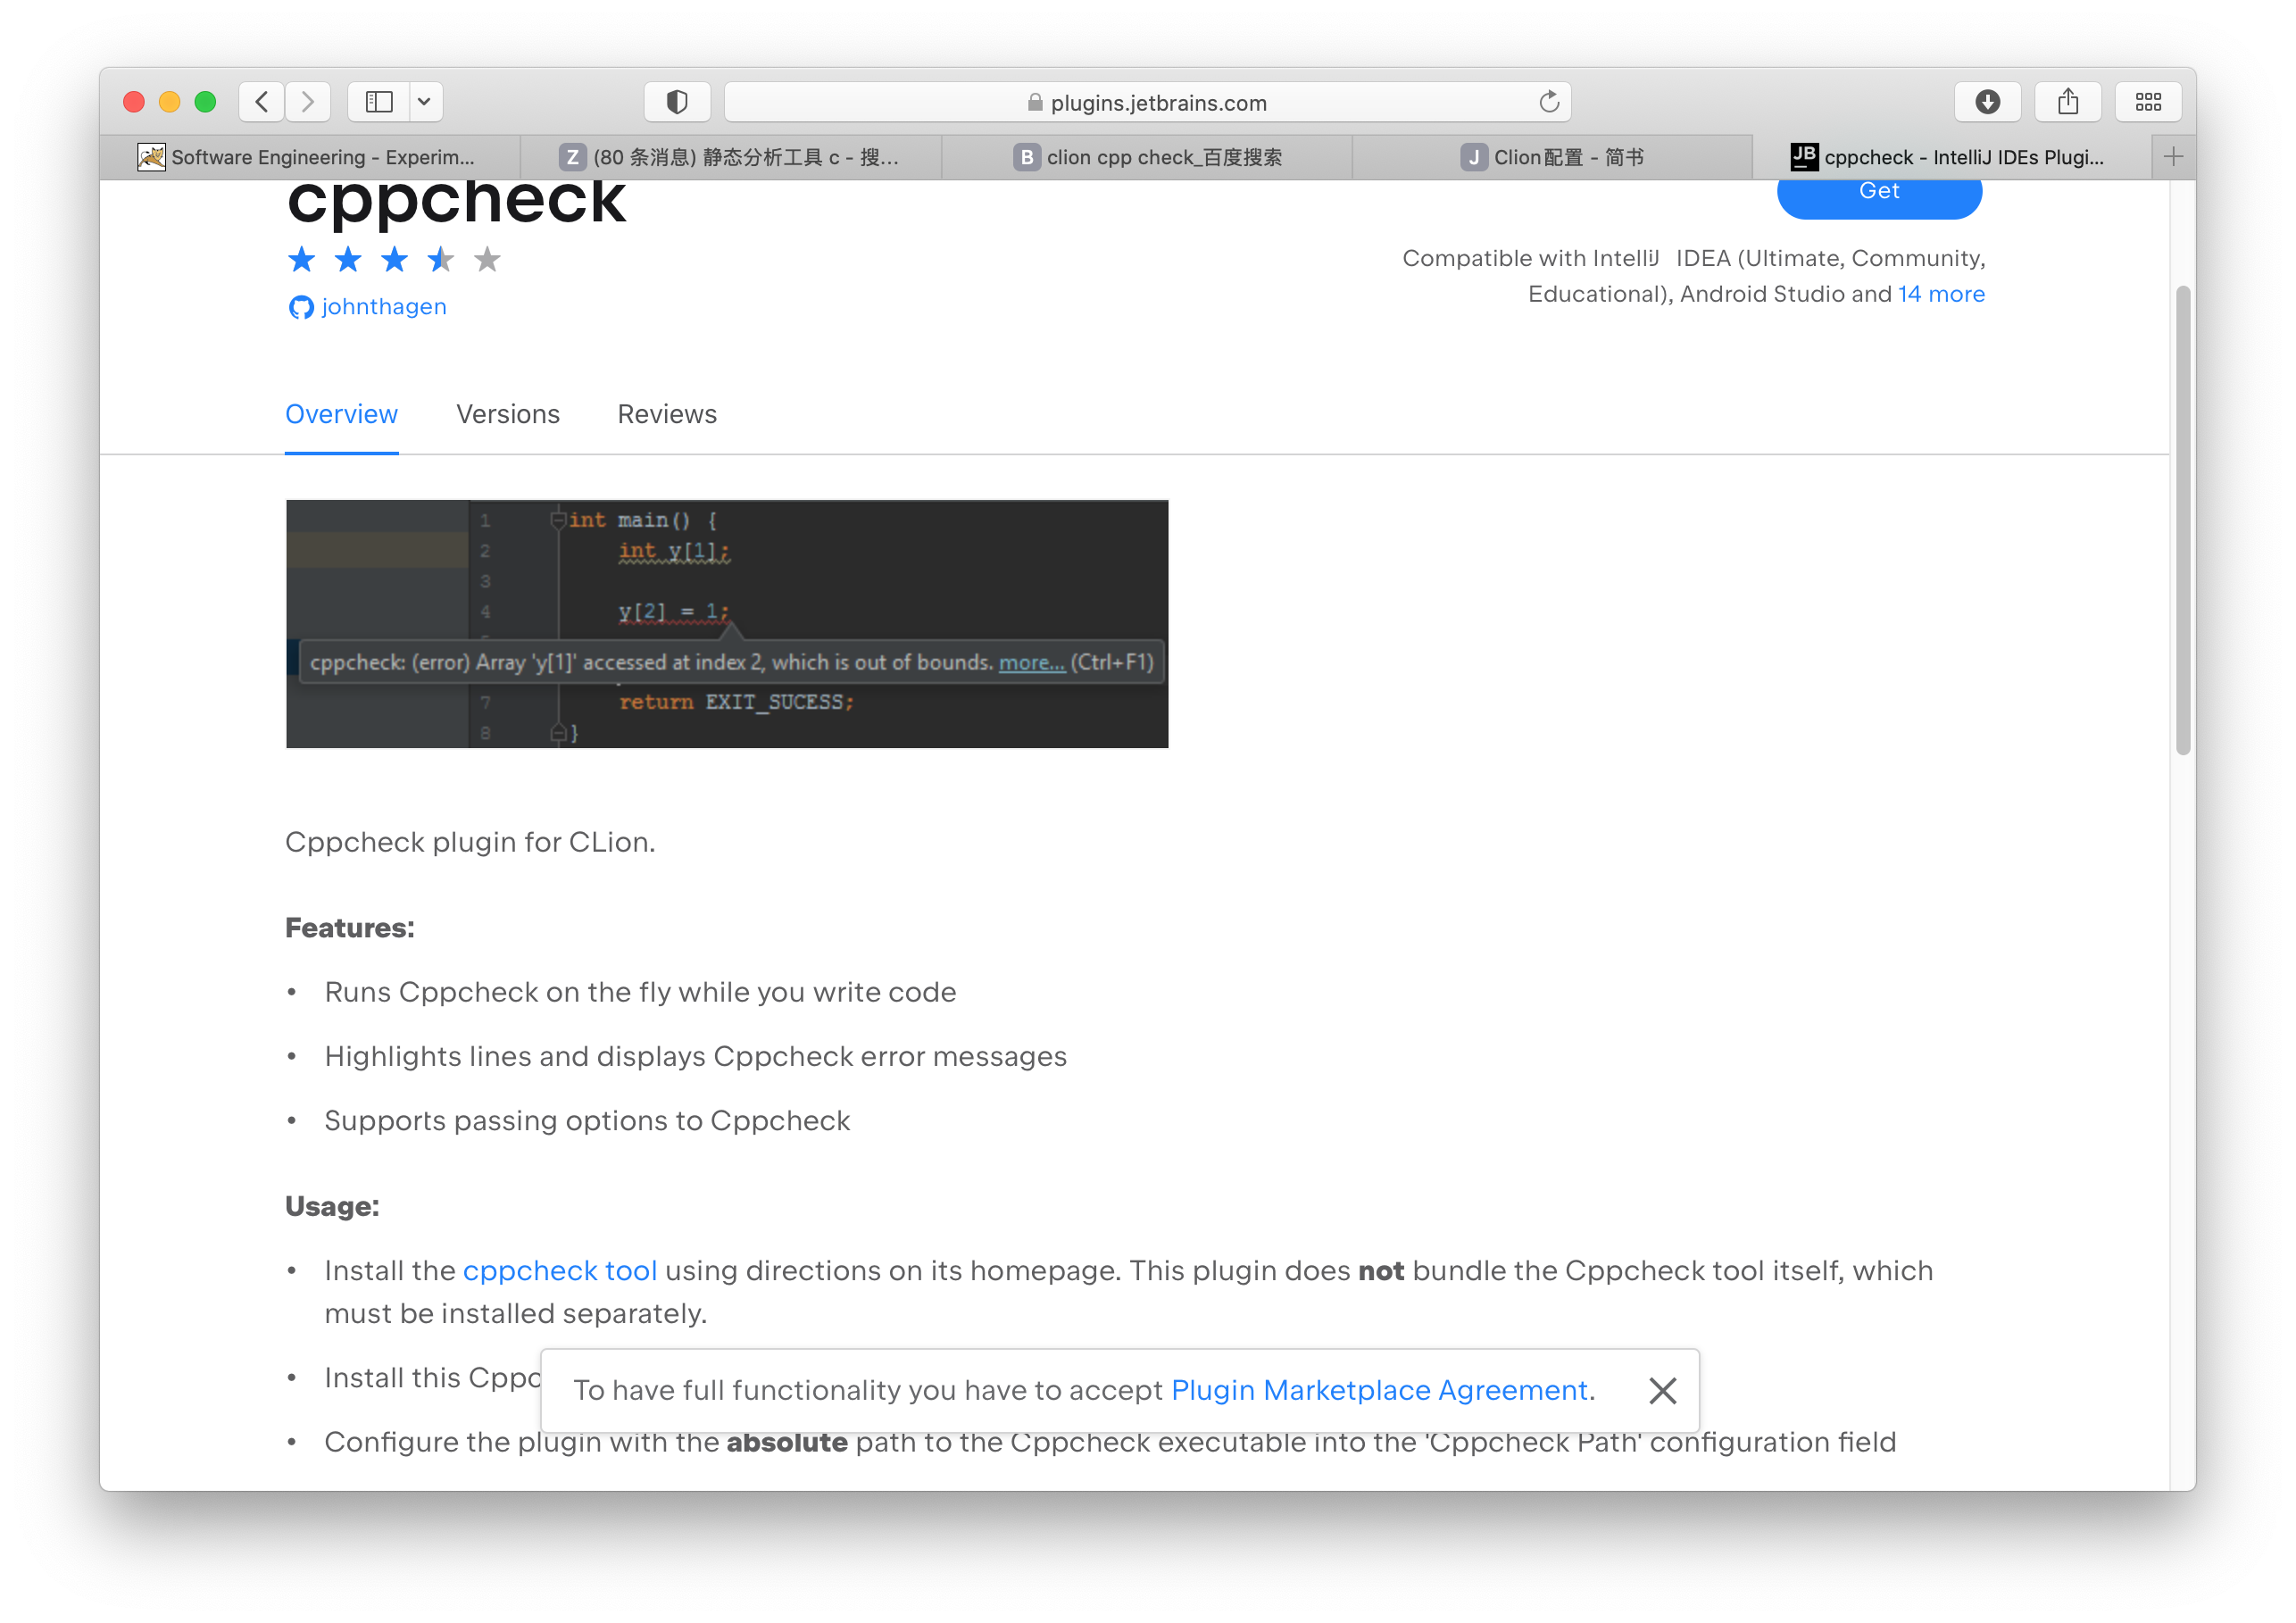 plugins.jetbrains.com
Software Engineering - Experim...
Z (80 条消息) 静态分析工具 c - 搜...
B clion cpp check_百度搜索
J Clion配置 - 简书
JB cppcheck - IntelliJ IDEs Plugi...
cppcheck
Get
johnthagen
Compatible with IntelliJ IDEA (Ultimate, Community,
Educational), Android Studio and 14 more
Overview
Versions
Reviews
1 int main() {
2 int y[1];
3
4 y[2] = 1;
cppcheck: (error) Array 'y[1]' accessed at index 2, which is out of bounds. more... (Ctrl+F1)
7 return EXIT_SUCESS;
8 }
Cppcheck plugin for CLion.
Features:
• Runs Cppcheck on the fly while you write code
• Highlights lines and displays Cppcheck error messages
• Supports passing options to Cppcheck
Usage:
• Install the cppcheck tool using directions on its homepage. This plugin does not bundle the Cppcheck tool itself, which
must be installed separately.
• Install this Cppc
To have full functionality you have to accept Plugin Marketplace Agreement.
• Configure the plugin with the absolute path to the Cppcheck executable into the 'Cppcheck Path' configuration field